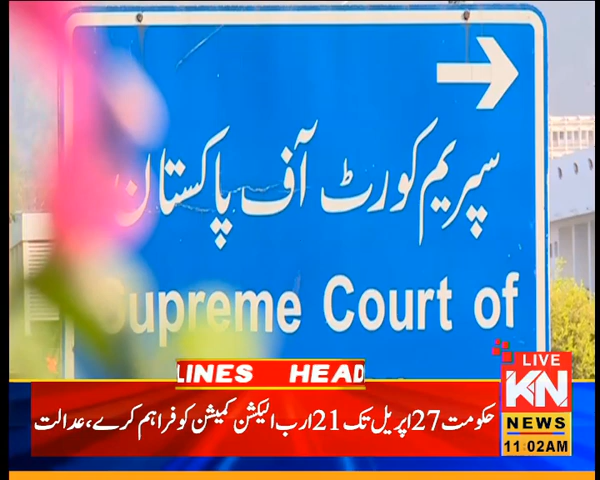 سپریم کورٹ آف پاکستان
Supreme Court of
LINES HEAD
حکومت 27 اپریل تک 21 ارب الیکشن کمیشن کو فراہم کرے، عدالت
LIVE
KN
NEWS
11:02AM